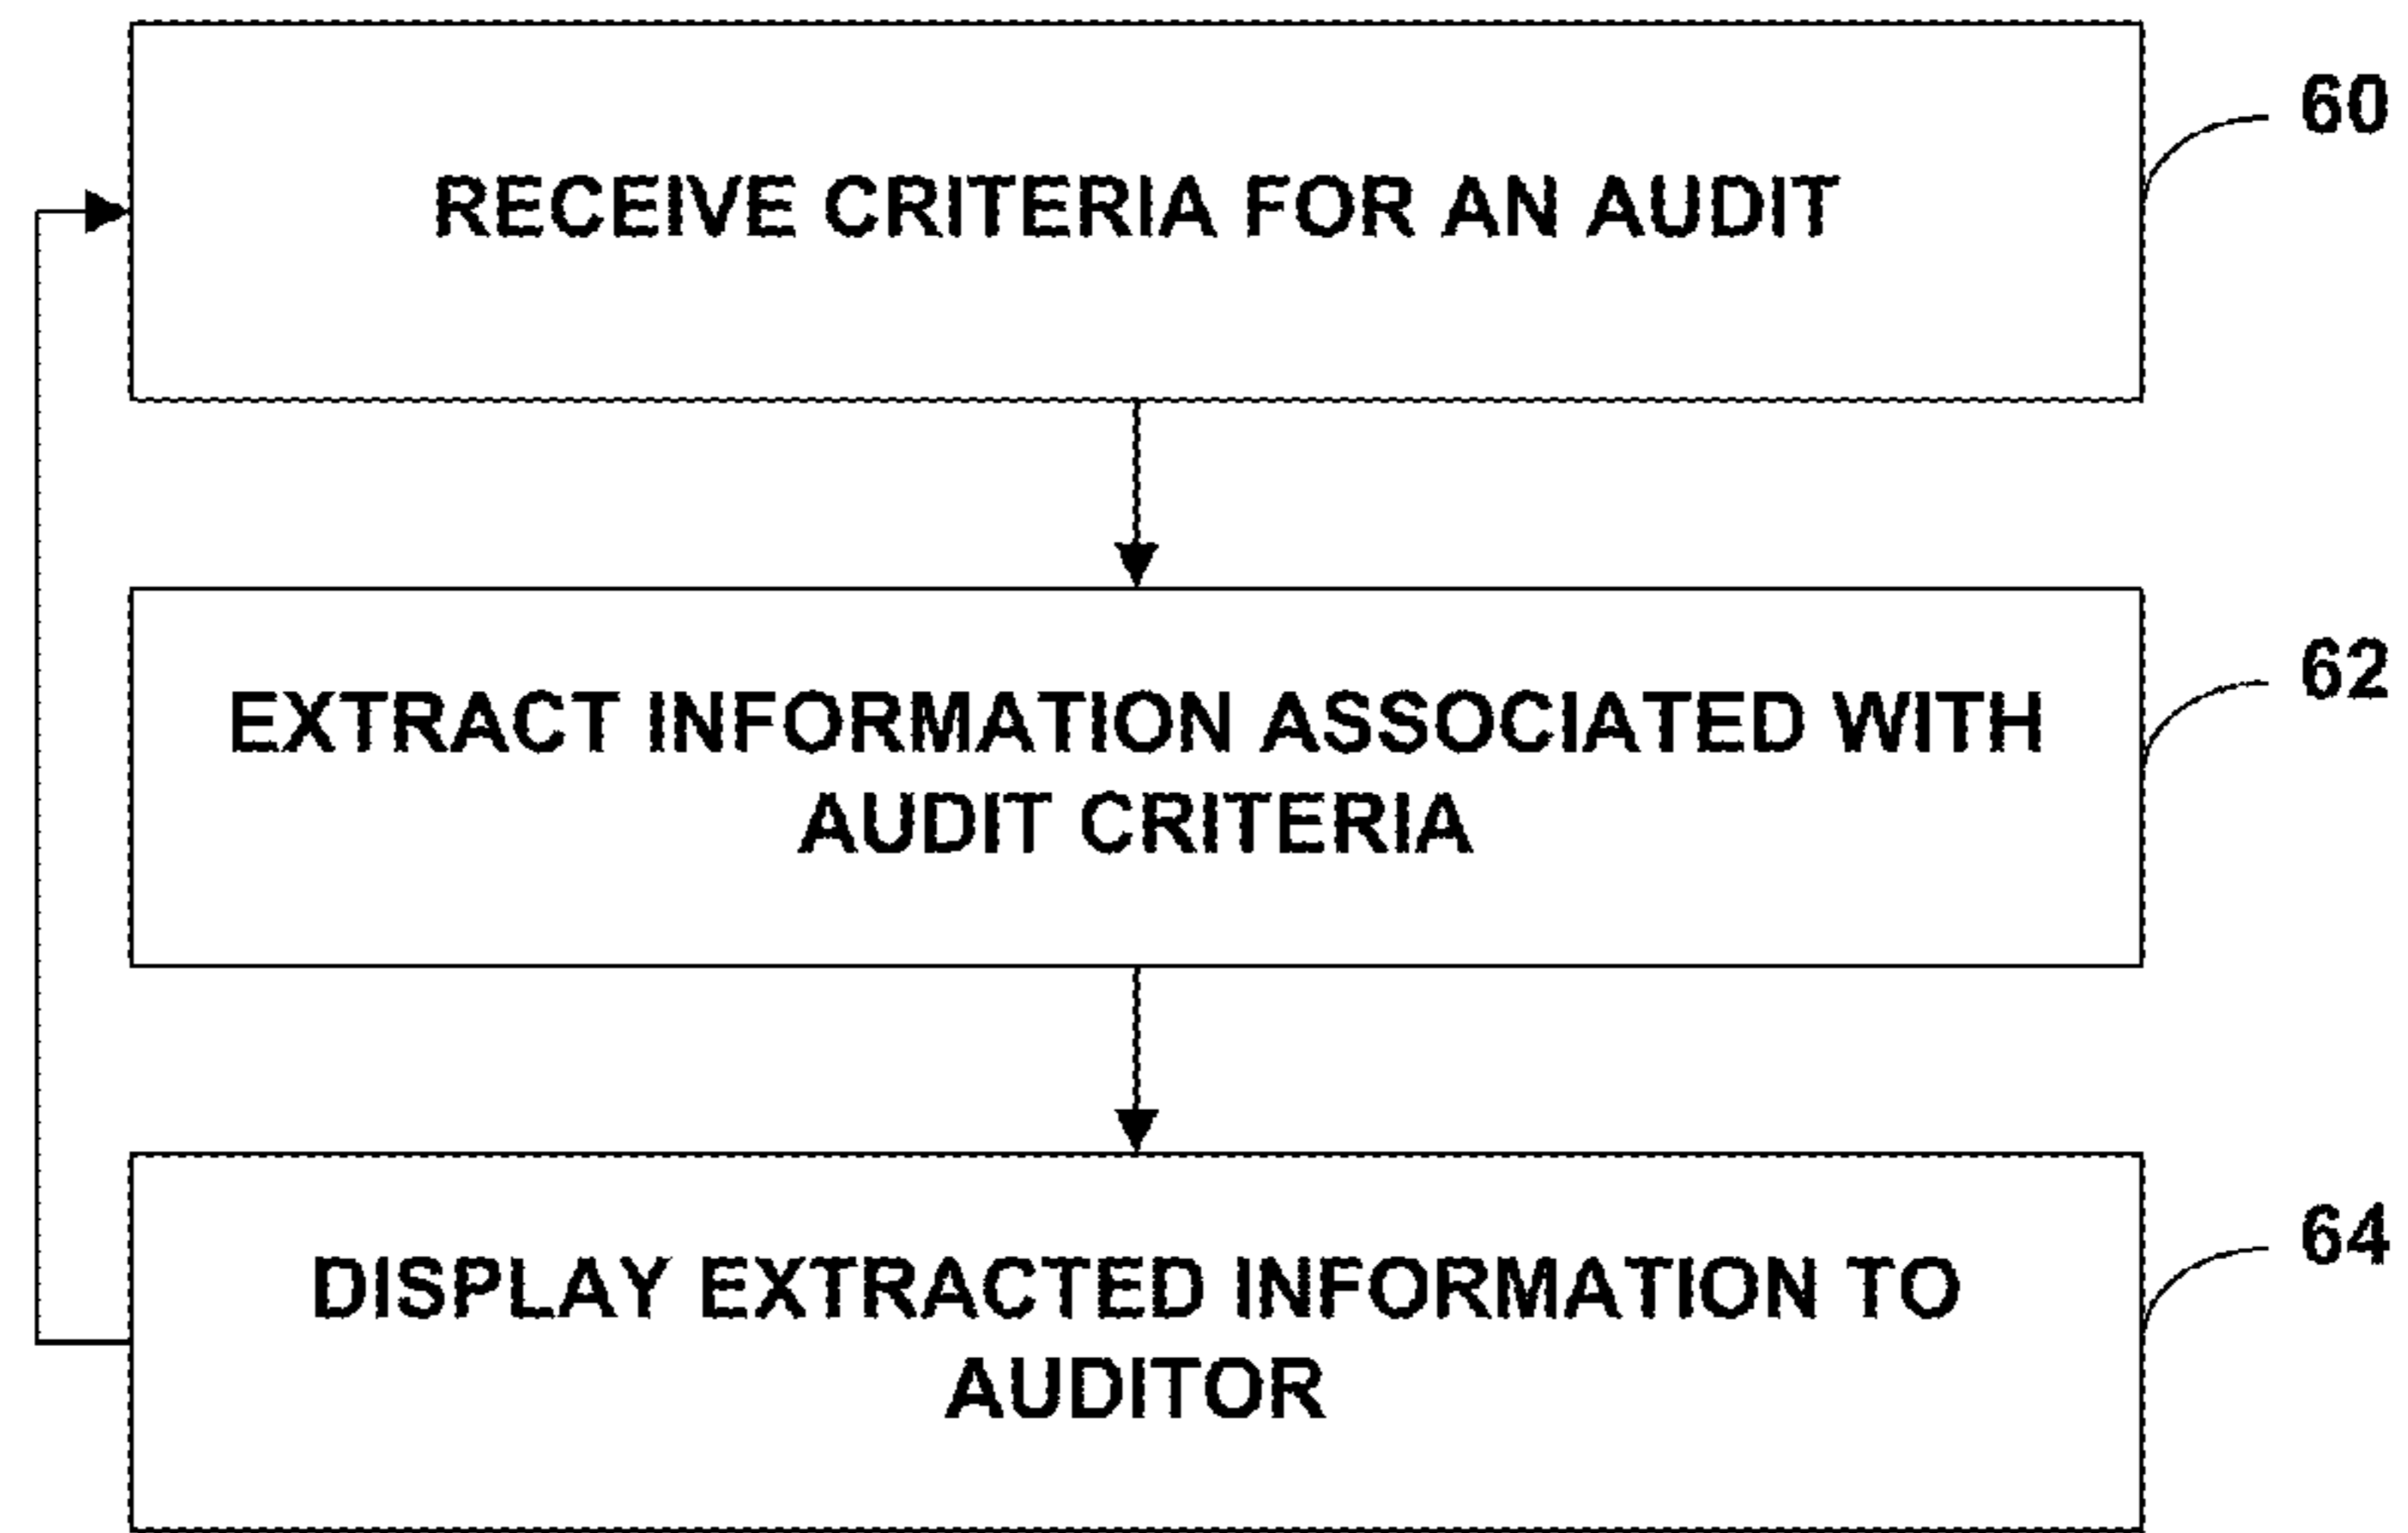 RECEIVE CRITERIA FOR AN AUDIT
60
EXTRACT INFORMATION ASSOCIATED WITH
AUDIT CRITERIA
62
DISPLAY EXTRACTED INFORMATION TO
AUDITOR
64